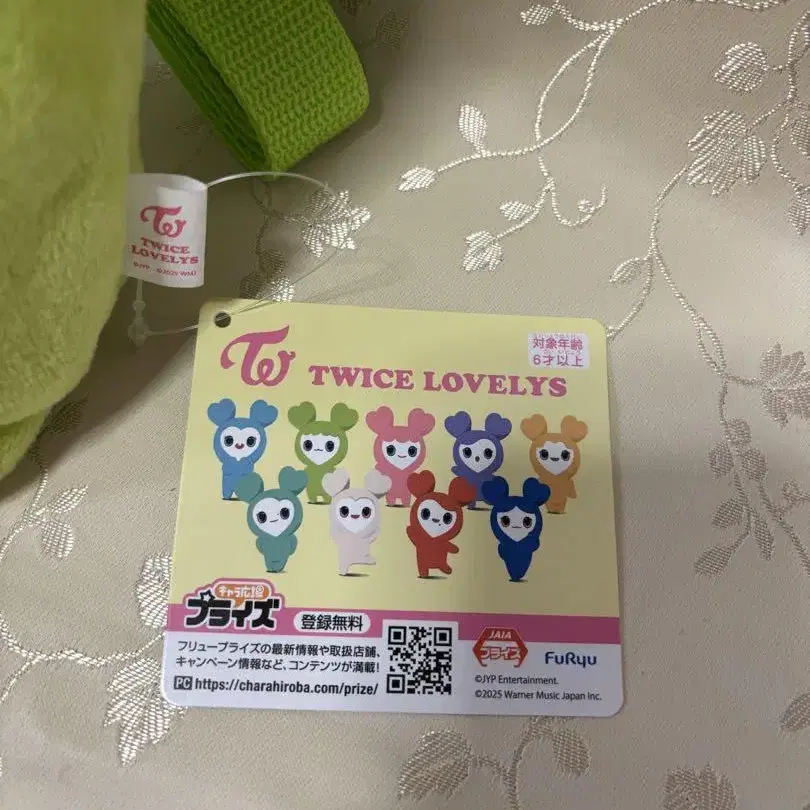 TWICE
LOVELYS
©JYP ©2025 WMJ
TWICE LOVELYS
対象年齢
6才以上
キャラ広場
プライズ
登録無料
フリュープライズの最新情報や取扱店舗、
キャンペーン情報など、コンテンツが満載!
PC https://charahiroba.com/prize/
JAIA
プライズ
FuRyu
©JYP Entertainment.
©2025 Warner Music Japan Inc.